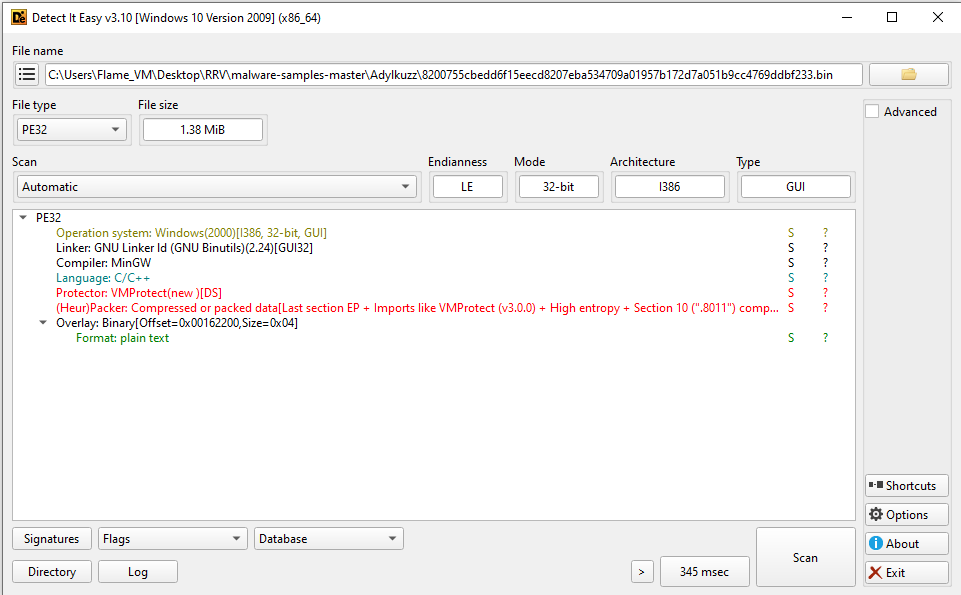 Detect It Easy v3.10 [Windows 10 Version 2009] (x86_64)
File name
C:\Users\Flame_VM\Desktop\RRV\malware-samples-master\Adylkuzz\8200755cbedd6f15eecd8207eba534709a01957b172d7a051b9cc4769ddbf233.bin
File type File size
PE32 1.38 MiB
Advanced
Scan Endianness Mode Architecture Type
Automatic LE 32-bit I386 GUI
PE32
Operation system: Windows(2000)[I386, 32-bit, GUI] S ?
Linker: GNU Linker ld (GNU Binutils)(2.24)[GUI32] S ?
Compiler: MinGW S ?
Language: C/C++ S ?
Protector: VMProtect(new )[DS] S ?
(Heur)Packer: Compressed or packed data[Last section EP + Imports like VMProtect (v3.0.0) + High entropy + Section 10 (".8011") comp... S ?
Overlay: Binary[Offset=0x00162200,Size=0x04]
Format: plain text S ?
Shortcuts
Options
About
Exit
Signatures Flags Database
Directory Log > 345 msec Scan